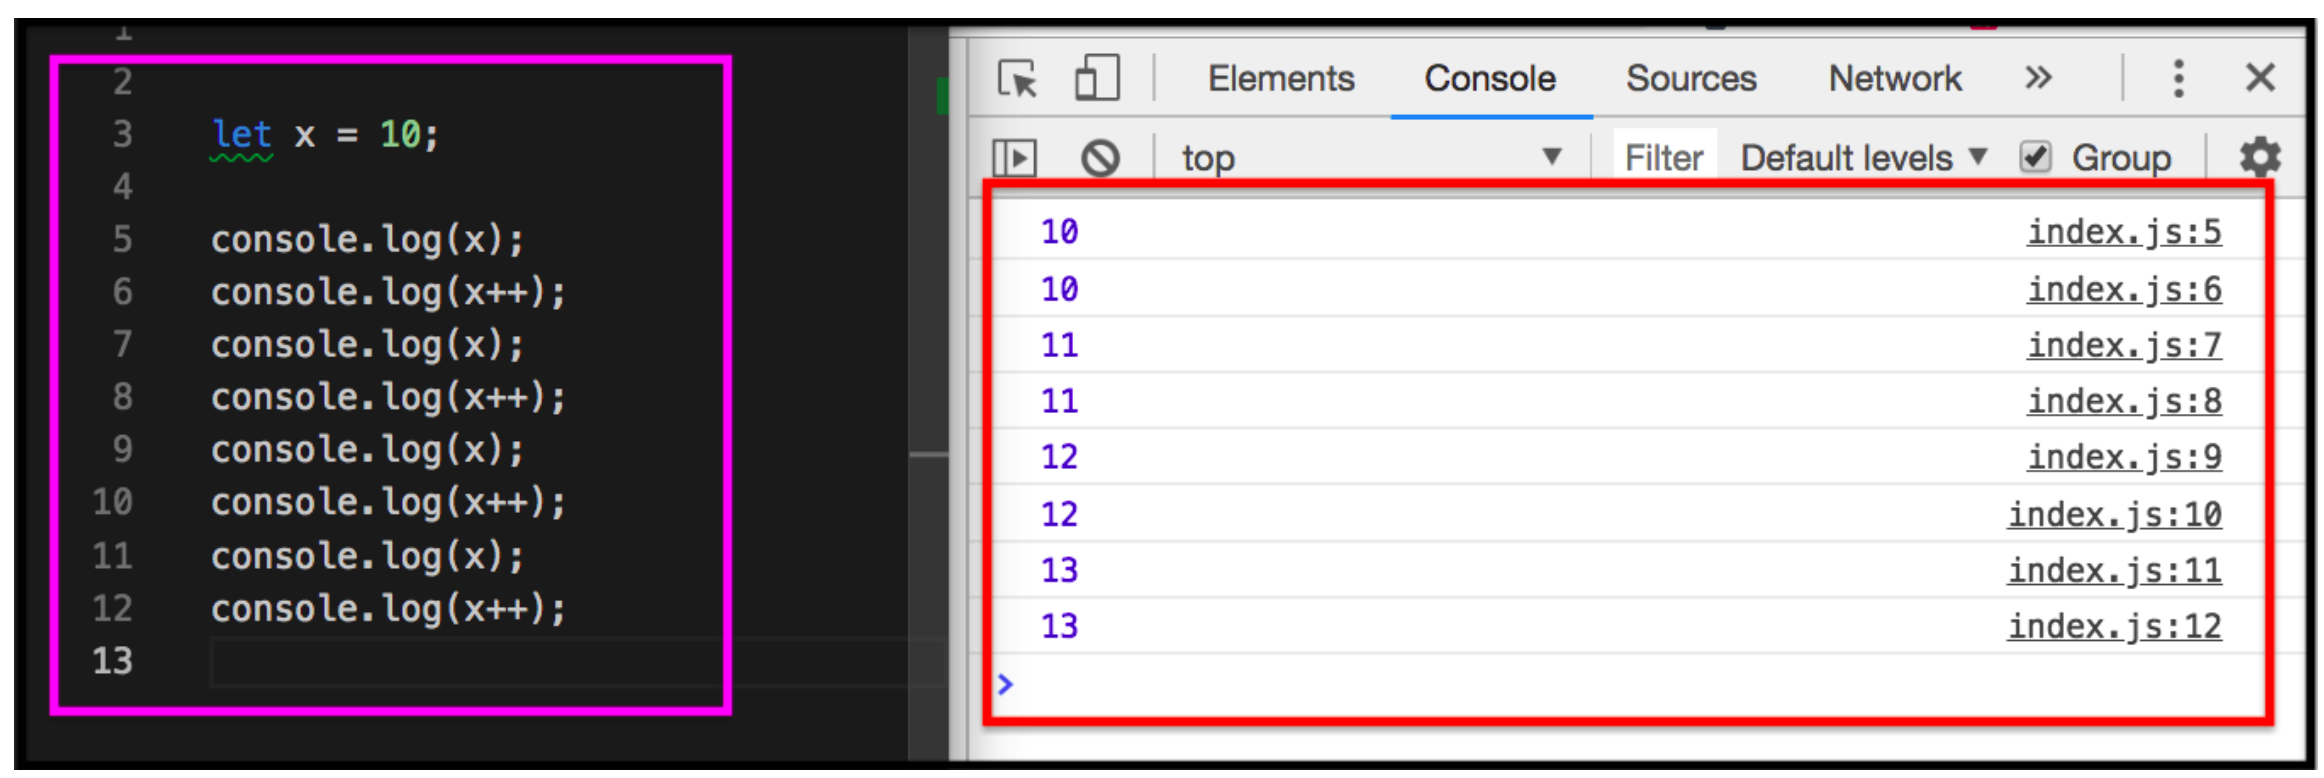 1
2
3 let x = 10;
4
5 console.log(x);
6 console.log(x++);
7 console.log(x);
8 console.log(x++);
9 console.log(x);
10 console.log(x++);
11 console.log(x);
12 console.log(x++);
13
Elements Console Sources Network »
top ▼ Filter Default levels ▼ Group
10 index.js:5
10 index.js:6
11 index.js:7
11 index.js:8
12 index.js:9
12 index.js:10
13 index.js:11
13 index.js:12
>